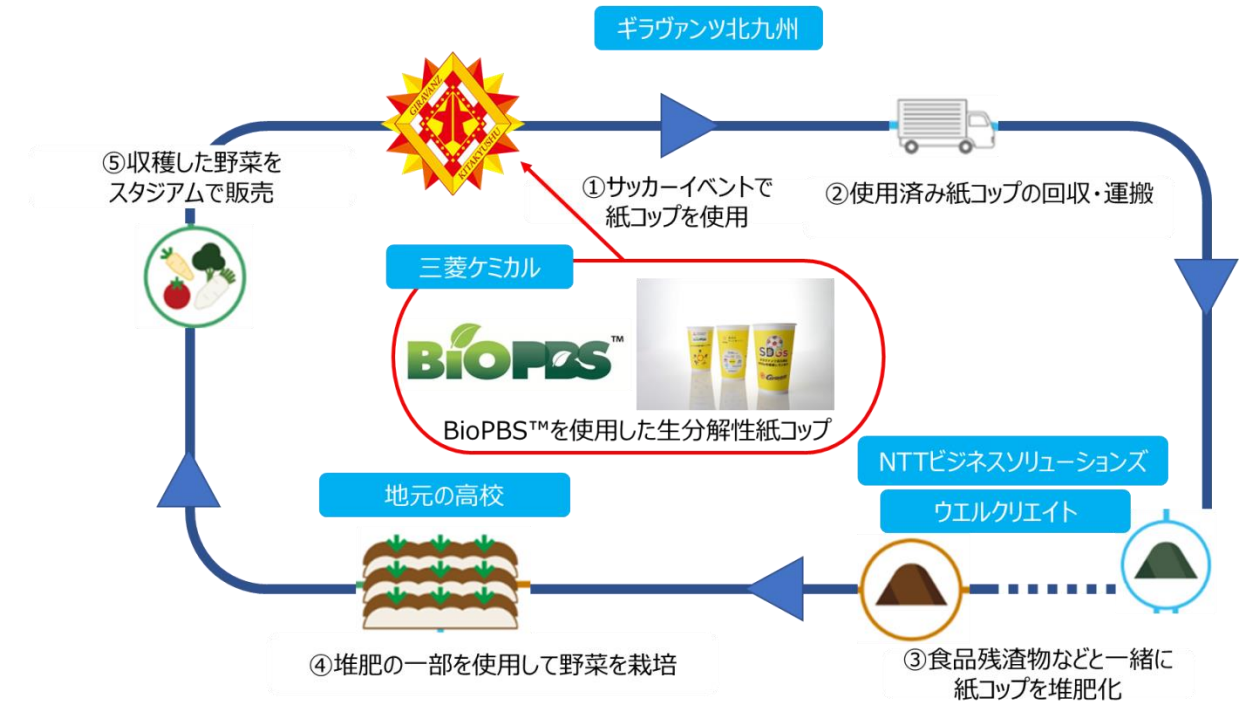 ギラヴァンツ北九州
GIRAVANZ
KITAKYUSHU
①サッカーイベントで
紙コップを使用
②使用済み紙コップの回収・運搬
⑤収穫した野菜を
スタジアムで販売
三菱ケミカル
BioPBS™
SDGs
BioPBS™を使用した生分解性紙コップ
NTTビジネスソリューションズ
ウエルクリエイト
地元の高校
④堆肥の一部を使用して野菜を栽培
③食品残渣物などと一緒に
紙コップを堆肥化